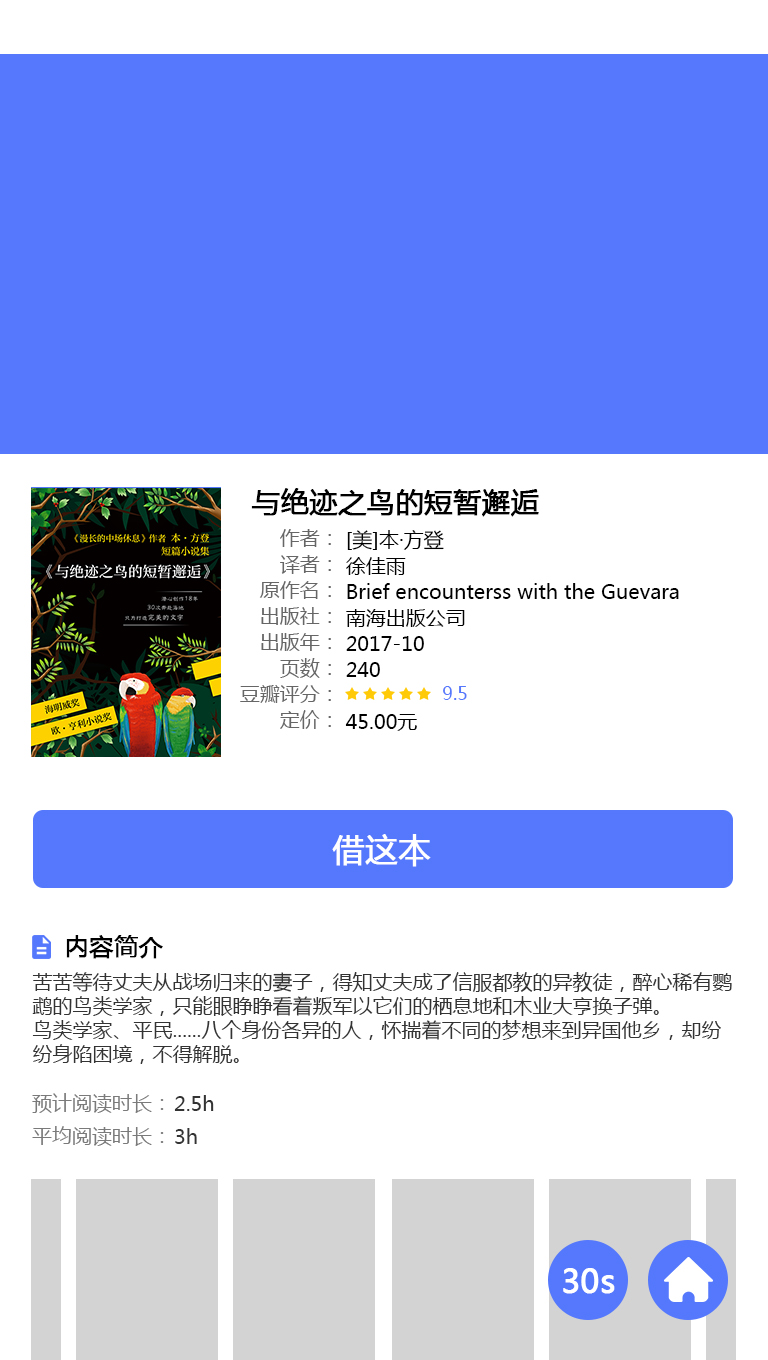 《漫长的中场休息》作者 本·方登
短篇小说集
《与绝迹之鸟的短暂邂逅》
潜心创作18年
30次奔赴海地
只为打造完美的文字
海明威奖
欧·亨利小说奖
与绝迹之鸟的短暂邂逅
作者： [美]本·方登
译者： 徐佳雨
原作名： Brief encounterss with the Guevara
出版社： 南海出版公司
出版年： 2017-10
页数： 240
豆瓣评分： 9.5
定价： 45.00元
借这本
内容简介
苦苦等待丈夫从战场归来的妻子，得知丈夫成了信服都教的异教徒，醉心稀有鹦
鹉的鸟类学家，只能眼睁睁看着叛军以它们的栖息地和木业大亨换子弹。
鸟类学家、平民......八个身份各异的人，怀揣着不同的梦想来到异国他乡，却纷
纷身陷困境，不得解脱。
预计阅读时长：2.5h
平均阅读时长：3h
30s